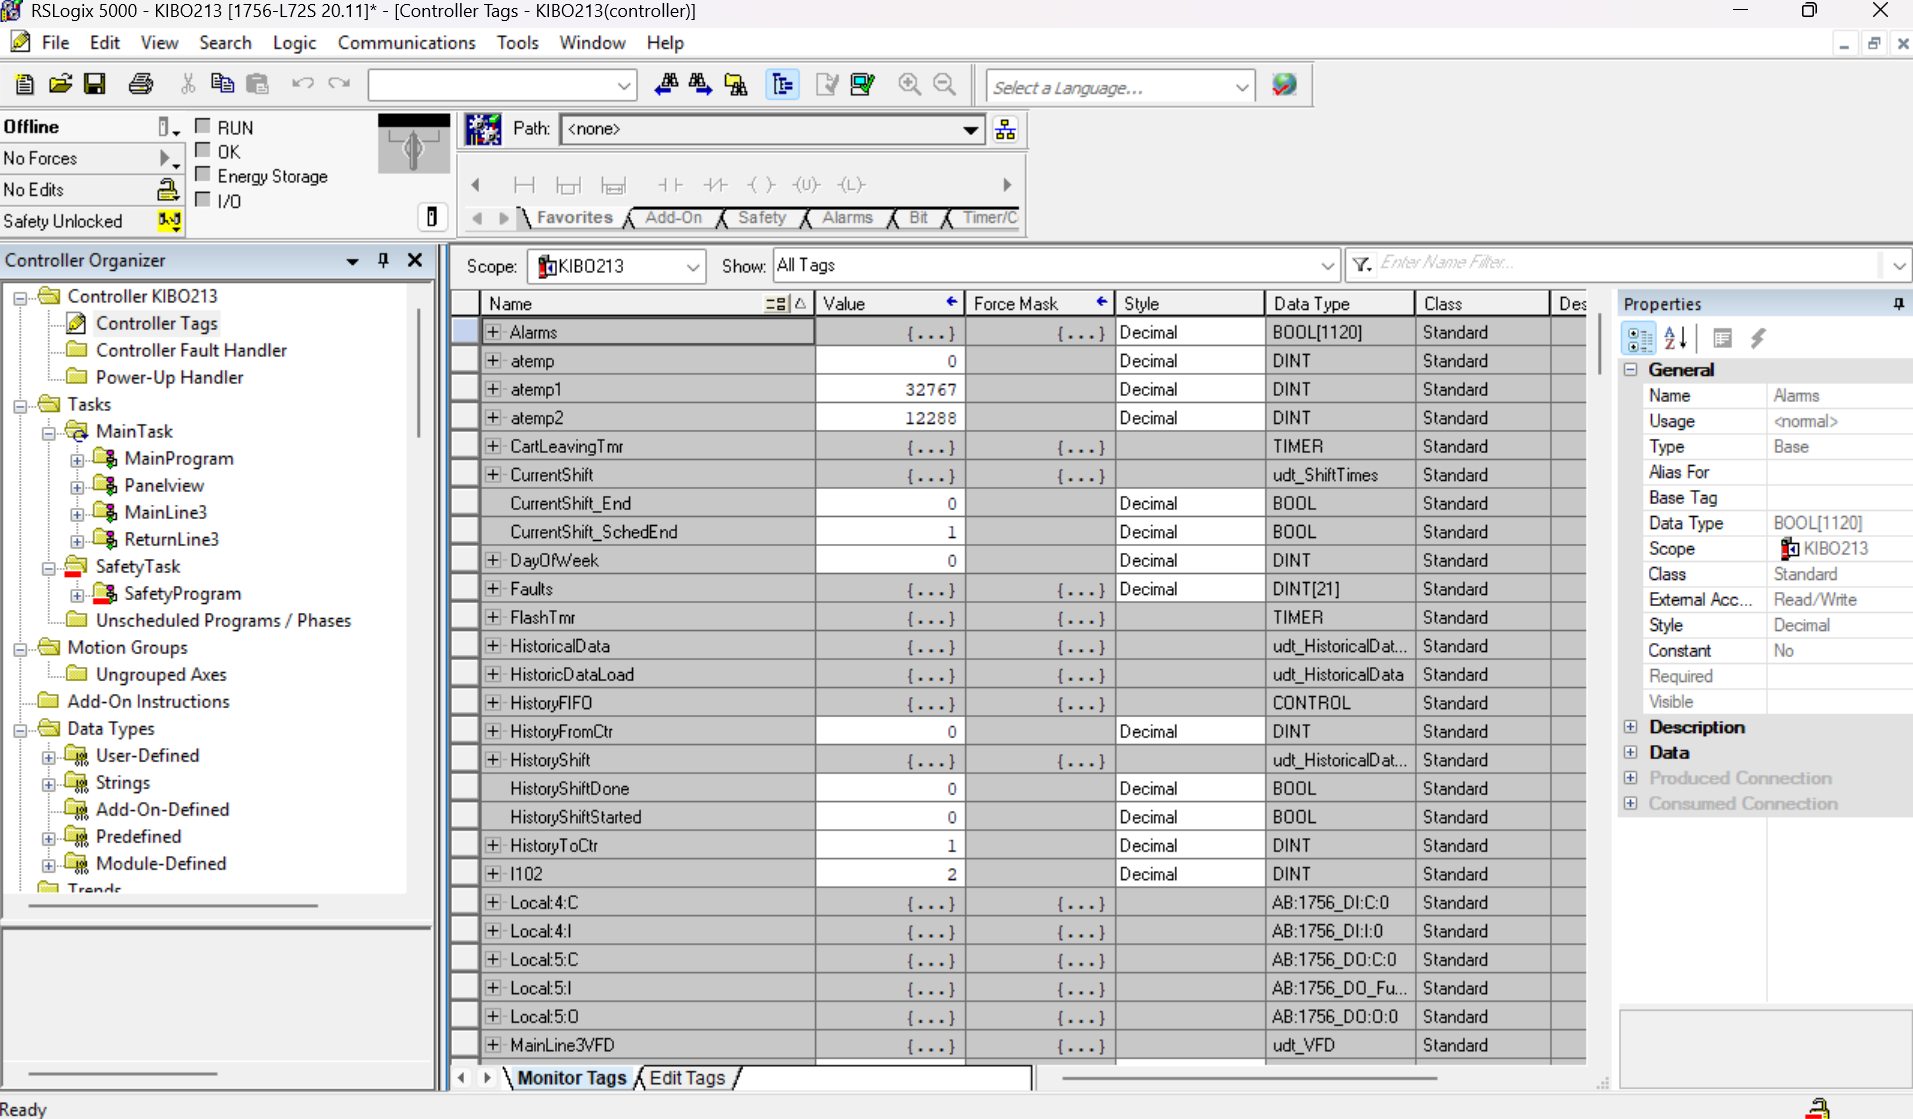 RSLogix 5000 - KIBO213 [1756-L72S 20.11]* - [Controller Tags - KIBO213(controller)]
File Edit View Search Logic Communications Tools Window Help
Select a Language...
Offline
RUN
No Forces
OK
No Edits
Energy Storage
Safety Unlocked
I/O
Path: <none>
Favorites Add-On Safety Alarms Bit Timer/C
Controller Organizer
Controller KIBO213
Controller Tags
Controller Fault Handler
Power-Up Handler
Tasks
MainTask
MainProgram
Panelview
MainLine3
ReturnLine3
SafetyTask
SafetyProgram
Unscheduled Programs / Phases
Motion Groups
Ungrouped Axes
Add-On Instructions
Data Types
User-Defined
Strings
Add-On-Defined
Predefined
Module-Defined
Trends
Scope: KIBO213 Show: All Tags Enter Name Filter...
Name Value Force Mask Style Data Type Class Des
Alarms {...} {...} Decimal BOOL[1120] Standard
atemp 0 Decimal DINT Standard
atemp1 32767 Decimal DINT Standard
atemp2 12288 Decimal DINT Standard
CartLeavingTmr {...} {...} TIMER Standard
CurrentShift {...} {...} udt_ShiftTimes Standard
CurrentShift_End 0 Decimal BOOL Standard
CurrentShift_SchedEnd 1 Decimal BOOL Standard
DayOfWeek 0 Decimal DINT Standard
Faults {...} {...} Decimal DINT[21] Standard
FlashTmr {...} {...} TIMER Standard
HistoricalData {...} {...} udt_HistoricalDat... Standard
HistoricDataLoad {...} {...} udt_HistoricalData Standard
HistoryFIFO {...} {...} CONTROL Standard
HistoryFromCtr 0 Decimal DINT Standard
HistoryShift {...} {...} udt_HistoricalDat... Standard
HistoryShiftDone 0 Decimal BOOL Standard
HistoryShiftStarted 0 Decimal BOOL Standard
HistoryToCtr 1 Decimal DINT Standard
I102 2 Decimal DINT Standard
Local:4:C {...} {...} AB:1756_DI:C:0 Standard
Local:4:I {...} {...} AB:1756_DI:I:0 Standard
Local:5:C {...} {...} AB:1756_DO:C:0 Standard
Local:5:I {...} {...} AB:1756_DO_Fu... Standard
Local:5:O {...} {...} AB:1756_DO:O:0 Standard
MainLine3VFD {...} {...} udt_VFD Standard
Monitor Tags Edit Tags
Properties
General
Name Alarms
Usage <normal>
Type Base
Alias For
Base Tag
Data Type BOOL[1120]
Scope KIBO213
Class Standard
External Acc... Read/Write
Style Decimal
Constant No
Required
Visible
Description
Data
Produced Connection
Consumed Connection
Ready